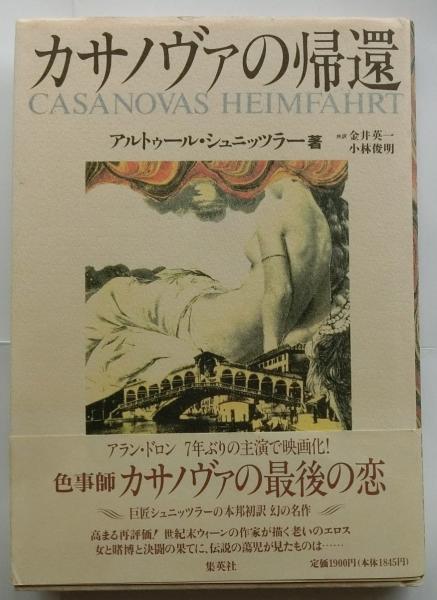 カサノヴァの帰還
CASANOVAS HEIMFAHRT
アルトゥール・シュニッツラー著
共訳 金井英一
小林俊明
アラン・ドロン 7年ぶりの主演で映画化!
色事師 カサノヴァの最後の恋
巨匠シュニッツラーの本邦初訳 幻の名作
高まる再評価! 世紀末ウィーンの作家が描く老いのエロス
女と賭博と決闘の果てに、伝説の蕩児が見たものは……
集英社
定価1900円(本体1845円)